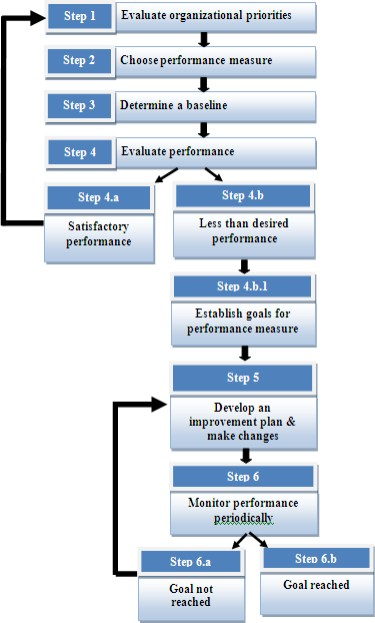 Step 1 Evaluate organizational priorities
Step 2 Choose performance measure
Step 3 Determine a baseline
Step 4 Evaluate performance
Step 4.a
Satisfactory
performance
Step 4.b
Less than desired
performance
Step 4.b.1
Establish goals for
performance measure
Step 5
Develop an
improvement plan &
make changes
Step 6
Monitor performance
periodically
Step 6.a
Goal not
reached
Step 6.b
Goal reached